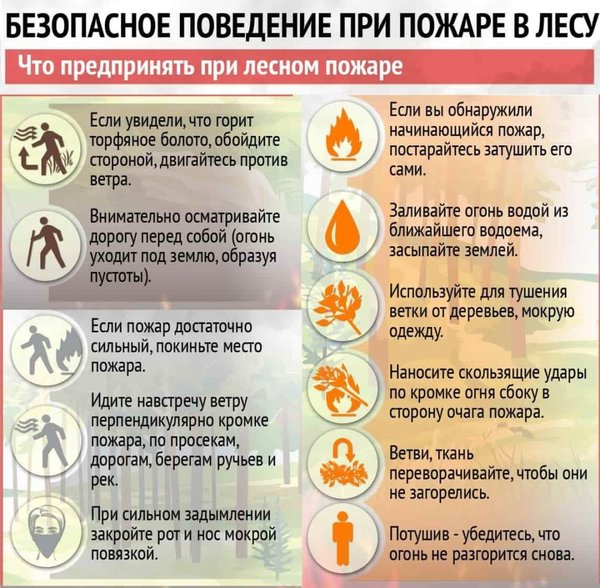 БЕЗОПАСНОЕ ПОВЕДЕНИЕ ПРИ ПОЖАРЕ В ЛЕСУ
Что предпринять при лесном пожаре
Если увидели, что горит
торфяное болото, обойдите
стороной, двигайтесь против
ветра.
Внимательно осматривайте
дорогу перед собой (огонь
уходит под землю, образуя
пустоты).
Если пожар достаточно
сильный, покиньте место
пожара.
Идите навстречу ветру
перпендикулярно кромке
пожара, по просекам,
дорогам, берегам ручьев и
рек.
При сильном задымлении
закройте рот и нос мокрой
повязкой.
Если вы обнаружили
начинающийся пожар,
постарайтесь затушить его
сами.
Заливайте огонь водой из
ближайшего водоема,
засыпайте землей.
Используйте для тушения
ветки от деревьев, мокрую
одежду.
Наносите скользящие удары
по кромке огня сбоку в
сторону очага пожара.
Ветви, ткань
переворачивайте, чтобы они
не загорелись.
Потушив - убедитесь, что
огонь не разгорится снова.